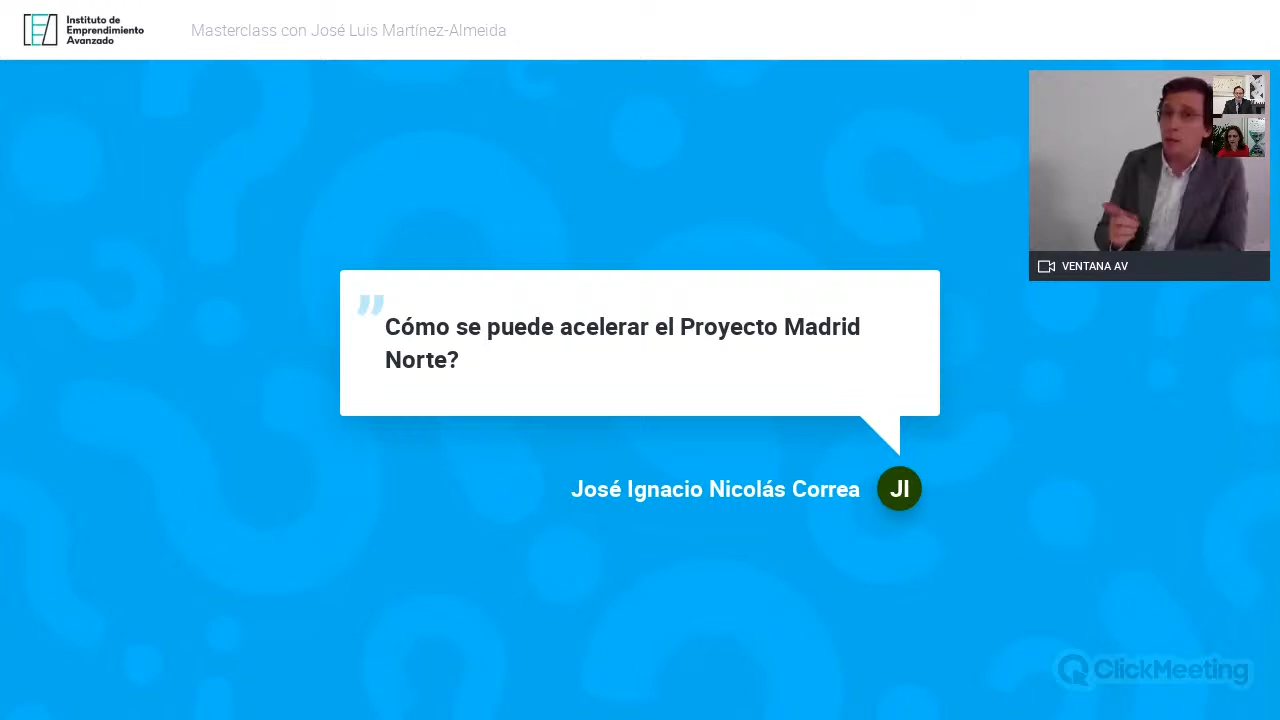 Instituto de
Emprendimiento
Avanzado
Masterclass con José Luis Martínez-Almeida
VENTANA AV
Cómo se puede acelerar el Proyecto Madrid
Norte?
José Ignacio Nicolás Correa
JI
ClickMeeting